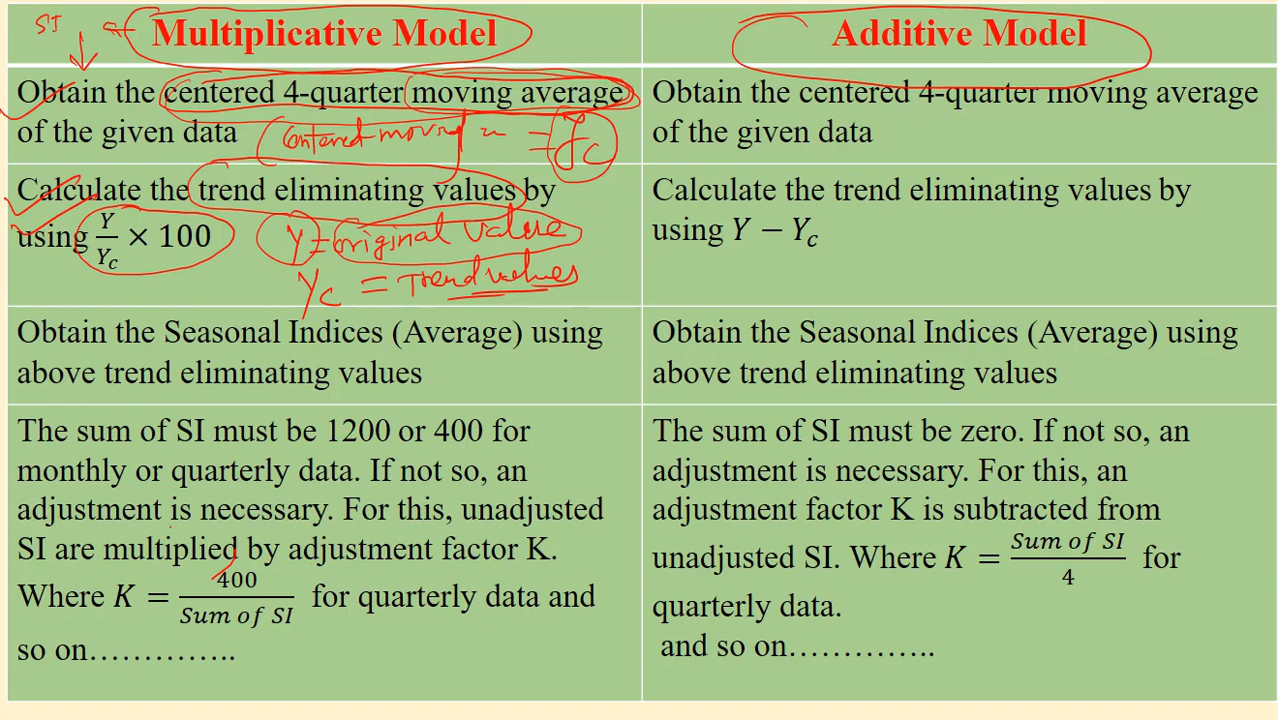 SI
Multiplicative Model
Additive Model
Obtain the centered 4-quarter moving average
of the given data
Centered moving
= Yc
Obtain the centered 4-quarter moving average
of the given data
Calculate the trend eliminating values by
using Y/Yc × 100
Y = original value
Yc = Trend values
Calculate the trend eliminating values by
using Y − Yc
Obtain the Seasonal Indices (Average) using
above trend eliminating values
Obtain the Seasonal Indices (Average) using
above trend eliminating values
The sum of SI must be 1200 or 400 for
monthly or quarterly data. If not so, an
adjustment is necessary. For this, unadjusted
SI are multiplied by adjustment factor K.
Where K = 400/Sum of SI for quarterly data and
so on…………..
The sum of SI must be zero. If not so, an
adjustment is necessary. For this, an
adjustment factor K is subtracted from
unadjusted SI. Where K = Sum of SI/4 for
quarterly data.
and so on…………..